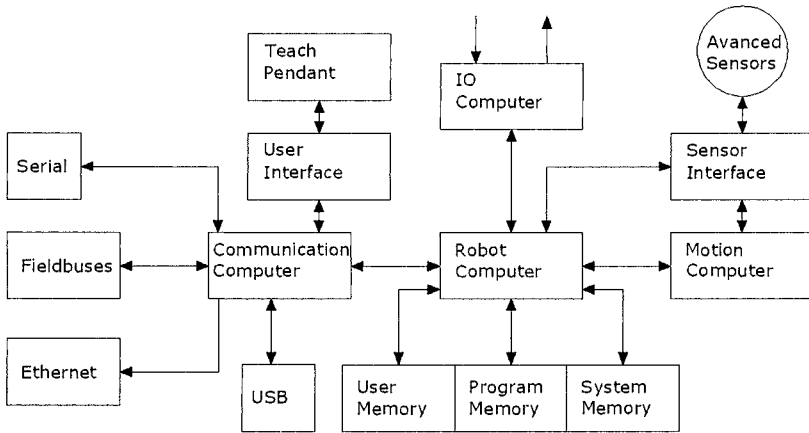 Teach
Pendant
IO
Computer
Avanced
Sensors
Serial
User
Interface
Sensor
Interface
Fieldbuses
Communication
Computer
Robot
Computer
Motion
Computer
Ethernet
USB
User
Memory
Program
Memory
System
Memory